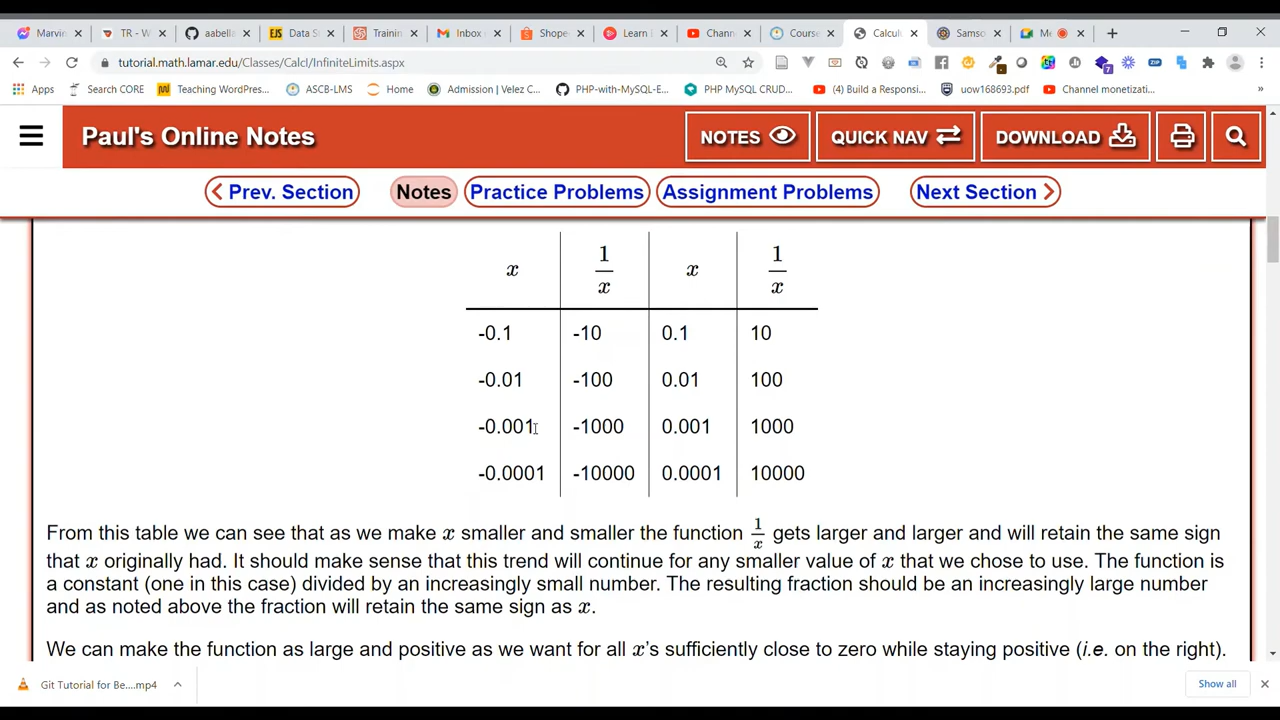 Marvin TR - W aabella EJS Data S Trainin Inbox Shope Learn Chann Course Calcul Samso M
tutorial.math.lamar.edu/Classes/CalcI/InfiniteLimits.aspx
Apps Search CORE Teaching WordPres... ASCB-LMS Home Admission | Velez C... PHP-with-MySQL-E... PHP MySQL CRUD... (4) Build a Responsi... uow168693.pdf Channel monetizati... »
Paul's Online Notes NOTES QUICK NAV DOWNLOAD
Prev. Section Notes Practice Problems Assignment Problems Next Section
x 1/x x 1/x
-0.1 -10 0.1 10
-0.01 -100 0.01 100
-0.001 -1000 0.001 1000
-0.0001 -10000 0.0001 10000
From this table we can see that as we make x smaller and smaller the function 1/x gets larger and larger and will retain the same sign
that x originally had. It should make sense that this trend will continue for any smaller value of x that we chose to use. The function is
a constant (one in this case) divided by an increasingly small number. The resulting fraction should be an increasingly large number
and as noted above the fraction will retain the same sign as x.
We can make the function as large and positive as we want for all x's sufficiently close to zero while staying positive (i.e. on the right).
Git Tutorial for Be....mp4 Show all